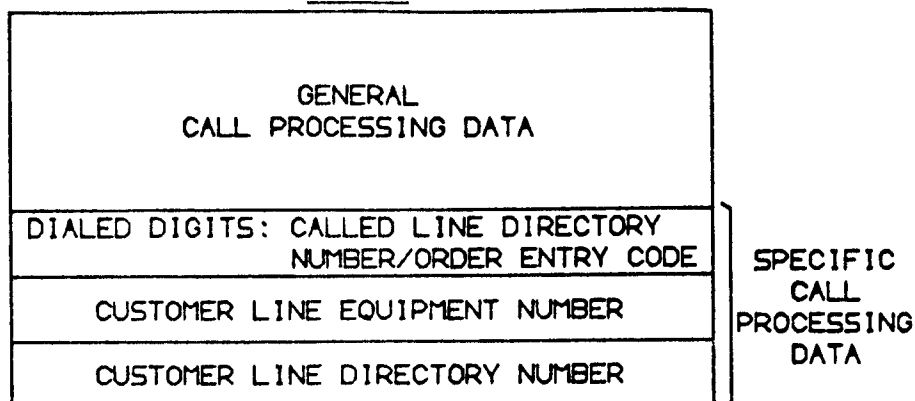 GENERAL
CALL PROCESSING DATA
DIALED DIGITS: CALLED LINE DIRECTORY
NUMBER/ORDER ENTRY CODE
CUSTOMER LINE EQUIPMENT NUMBER
CUSTOMER LINE DIRECTORY NUMBER
SPECIFIC
CALL
PROCESSING
DATA